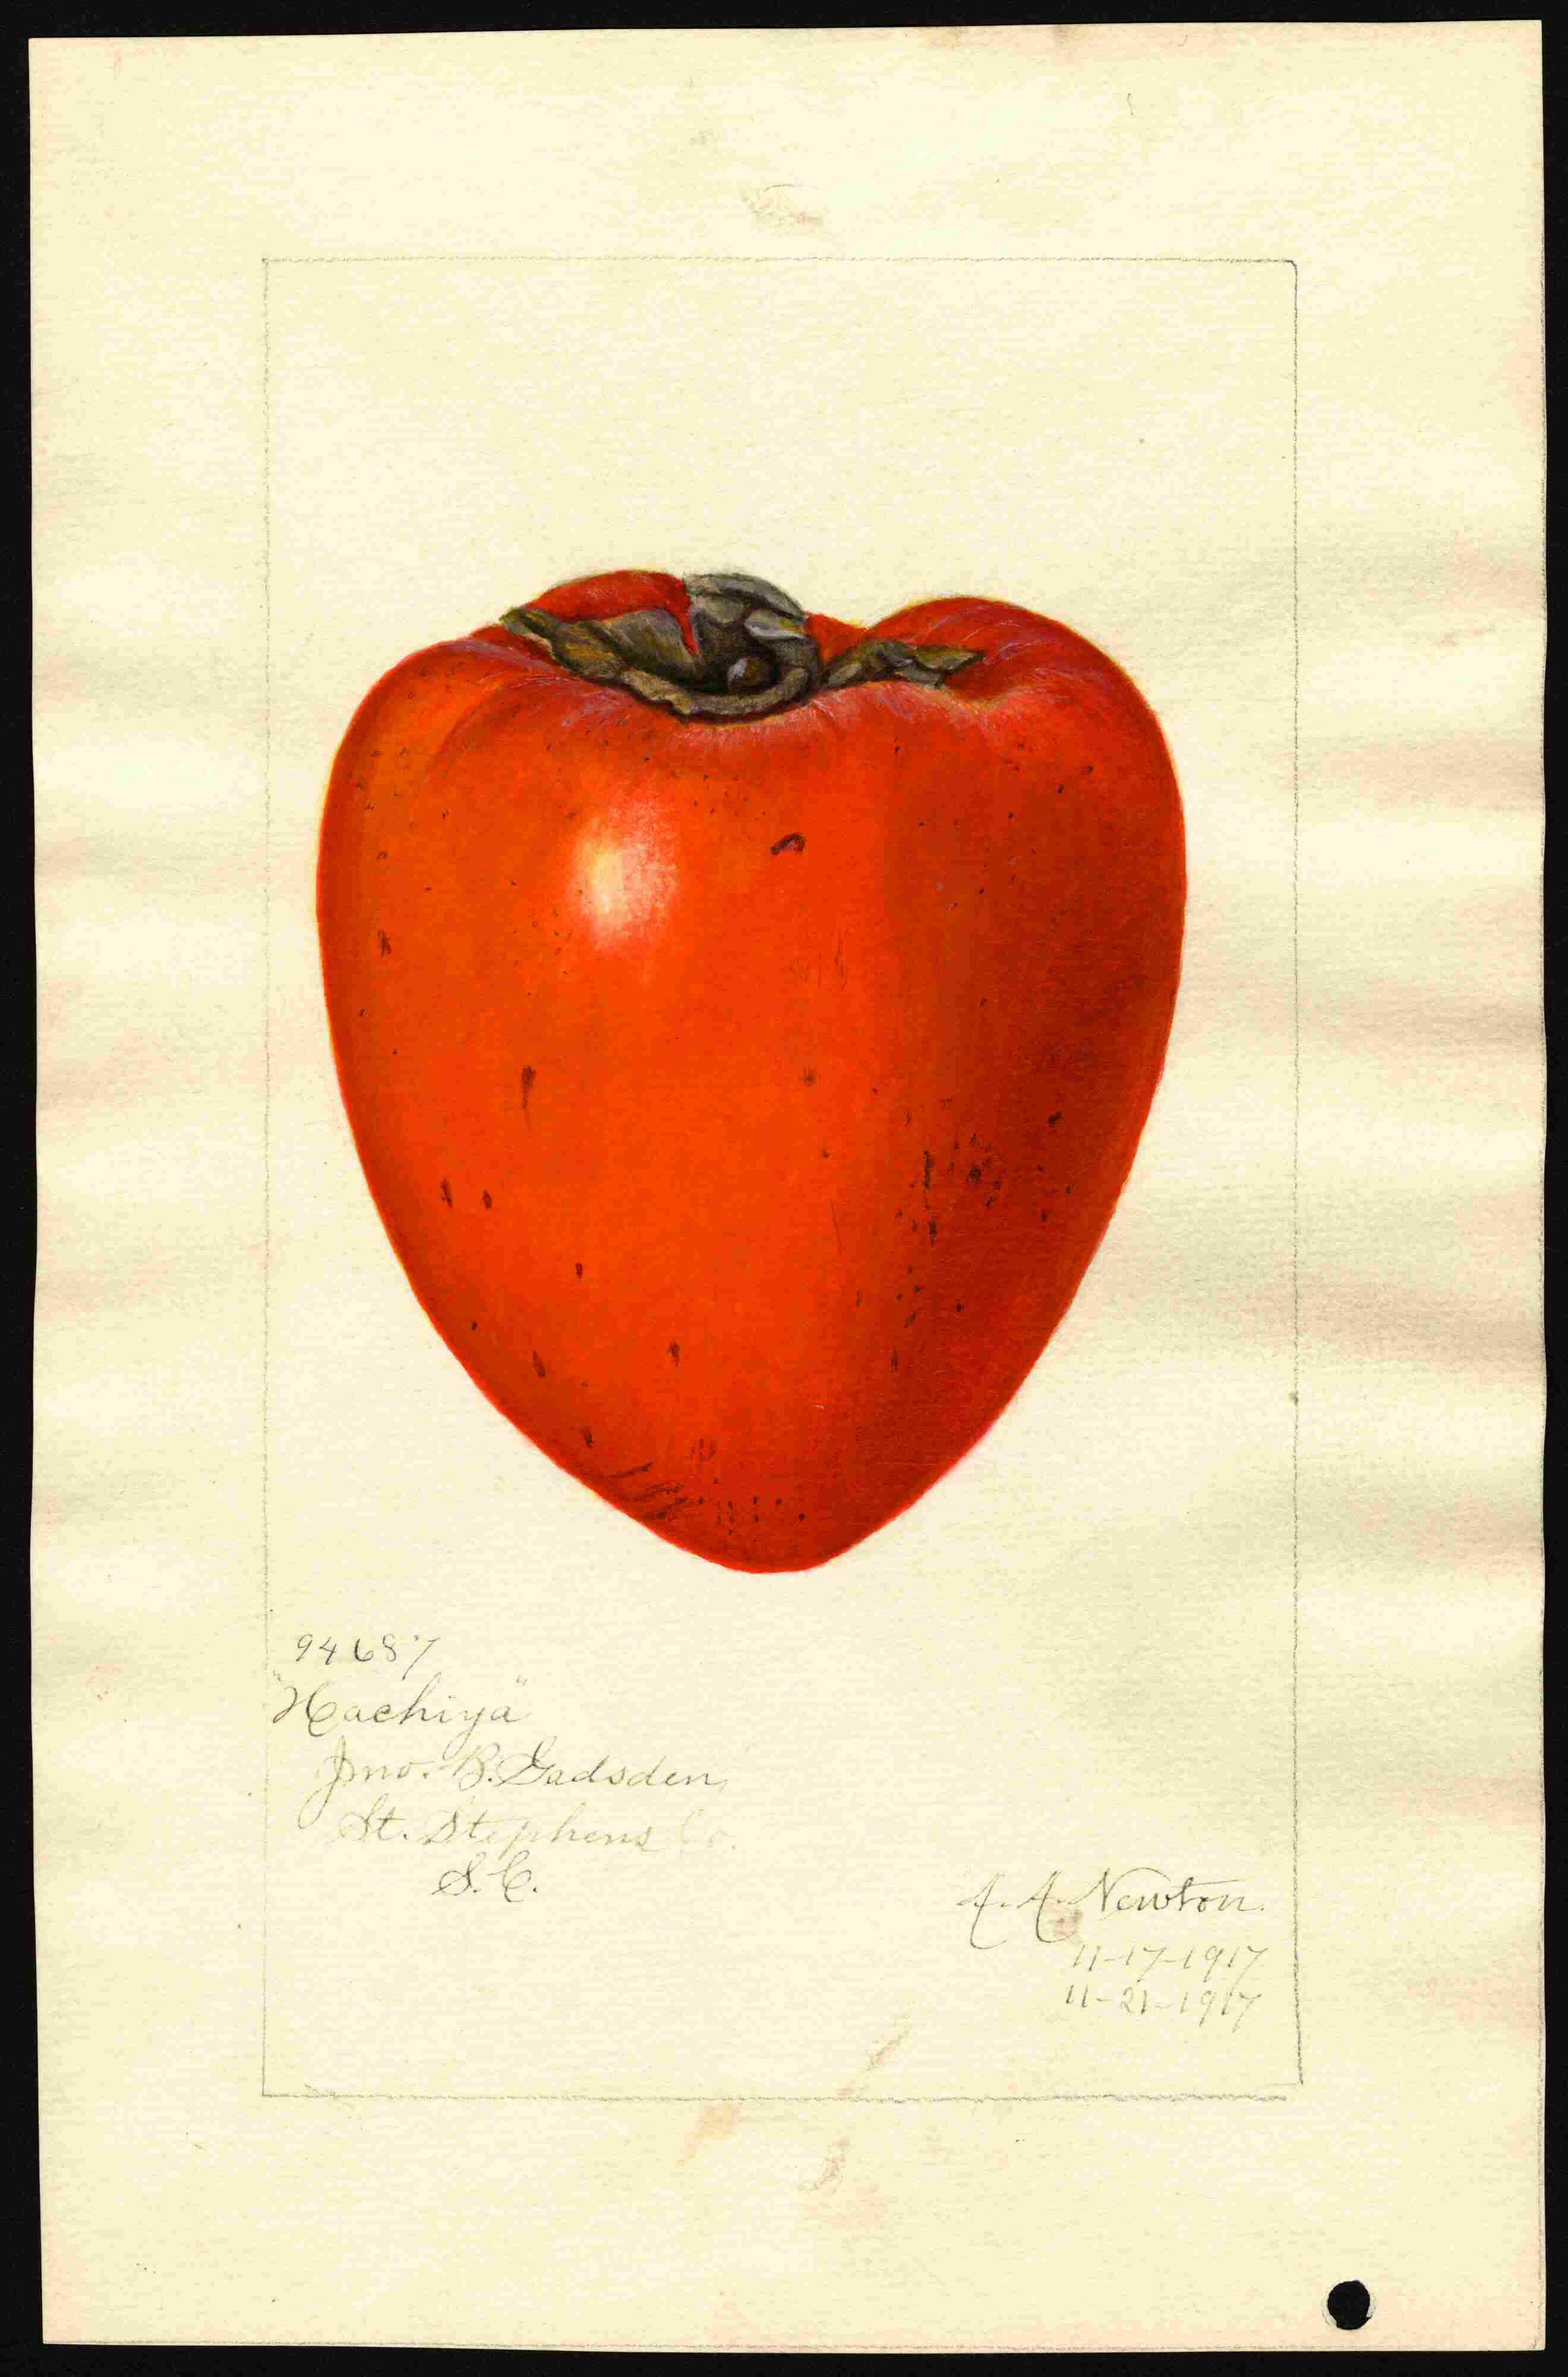 94687
"Hachiya"
Jno. B. Gadsden,
St. Stephens Co.
S.C.
A. A. Newton.
11-17-1917
11-21-1917